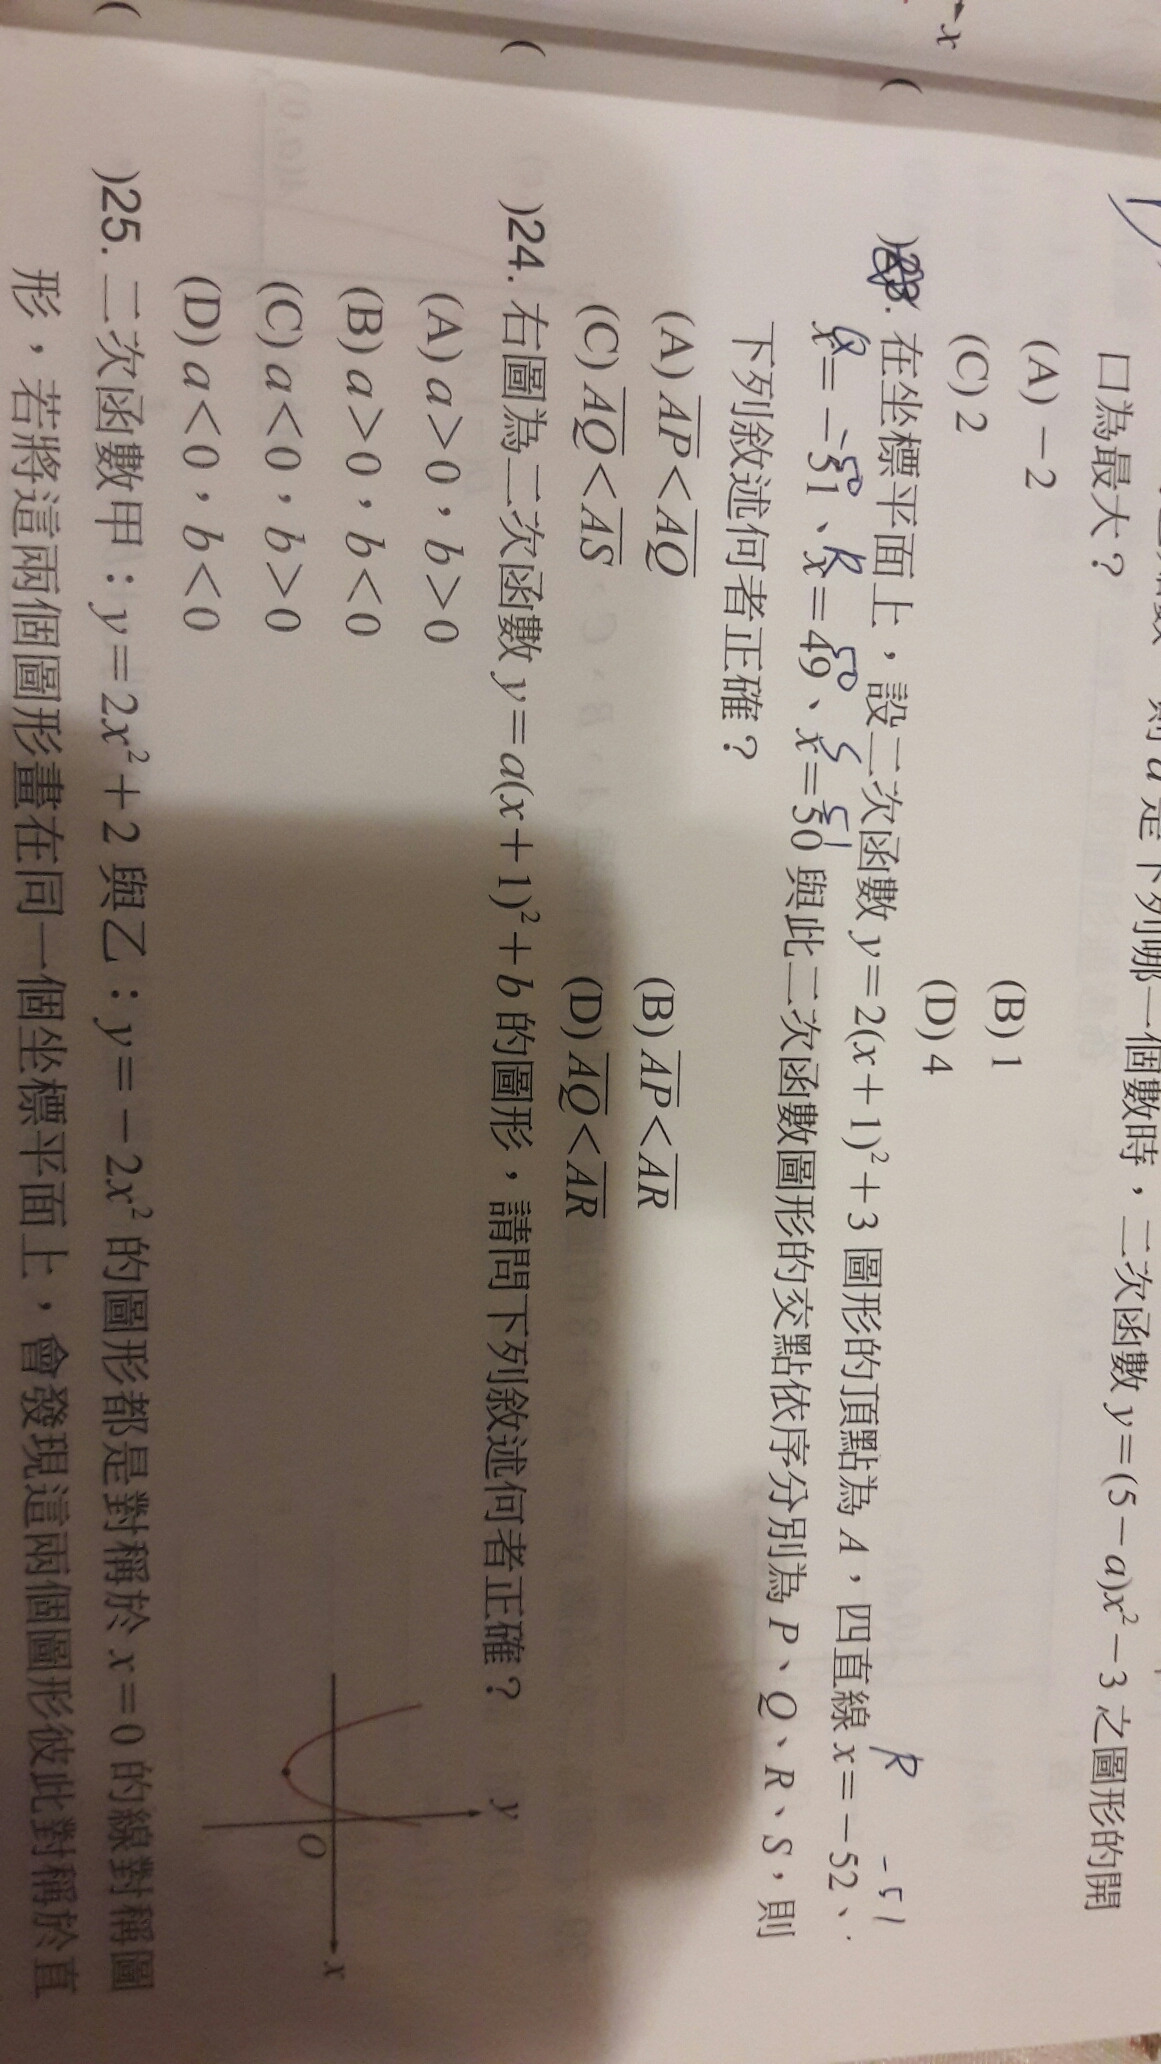 x
則 a 是下列哪一個數時，二次函數 y＝(5－a)x²－3 之圖形的開
口為最大？
(A)－2 (B) 1
(C) 2 (D) 4
R －51
( )23. 在坐標平面上，設二次函數 y＝2(x＋1)²＋3 圖形的頂點為 A，四直線 x＝－52、
Q －50 R 50 S 51
x＝－51、x＝49、x＝50 與此二次函數圖形的交點依序分別為 P、Q、R、S，則
下列敘述何者正確？
(A) AP＜AQ (B) AP＜AR
(C) AQ＜AS (D) AQ＜AR
( )24. 右圖為二次函數 y＝a(x＋1)²＋b 的圖形，請問下列敘述何者正確？
(A) a＞0，b＞0
(B) a＞0，b＜0
(C) a＜0，b＞0
(D) a＜0，b＜0
y
O
x
( )25. 二次函數甲：y＝2x²＋2 與乙：y＝－2x² 的圖形都是對稱於 x＝0 的線對稱圖
形，若將這兩個圖形畫在同一個坐標平面上，會發現這兩個圖形彼此對稱於直